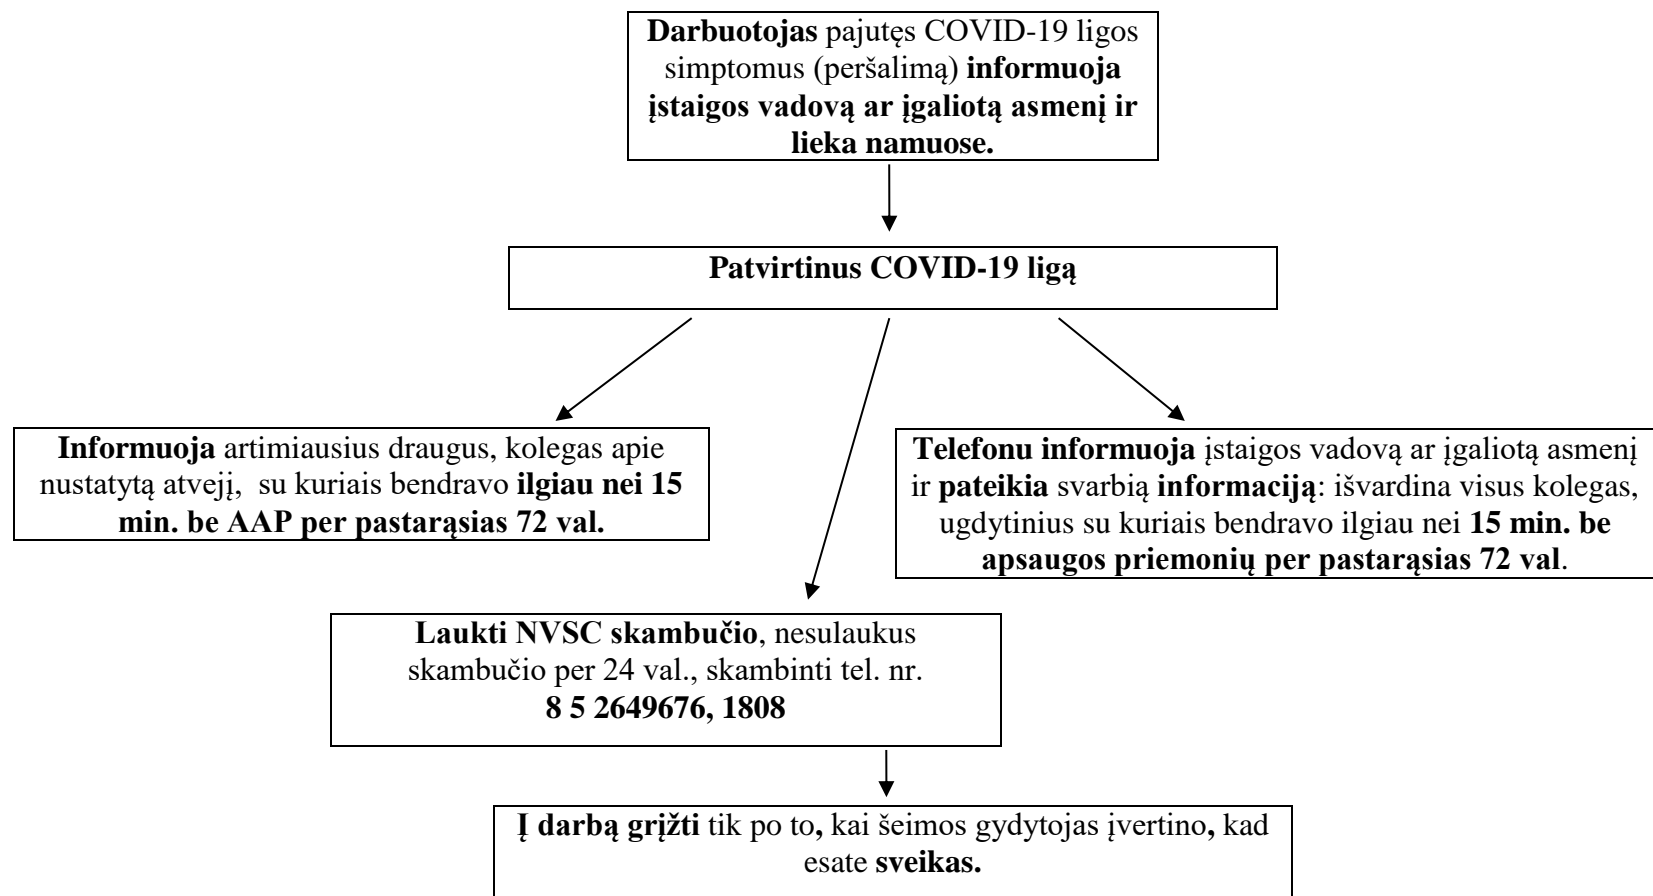 Darbuotojas pajutęs COVID-19 ligos
simptomus (peršalimą) informuoja
įstaigos vadovą ar įgaliotą asmenį ir
lieka namuose.
Patvirtinus COVID-19 ligą
Informuoja artimiausius draugus, kolegas apie
nustatytą atvejį, su kuriais bendravo ilgiau nei 15
min. be AAP per pastarąsias 72 val.
Telefonu informuoja įstaigos vadovą ar įgaliotą asmenį
ir pateikia svarbią informaciją: išvardina visus kolegas,
ugdytinius su kuriais bendravo ilgiau nei 15 min. be
apsaugos priemonių per pastarąsias 72 val.
Laukti NVSC skambučio, nesulaukus
skambučio per 24 val., skambinti tel. nr.
8 5 2649676, 1808
Į darbą grįžti tik po to, kai šeimos gydytojas įvertino, kad
esate sveikas.